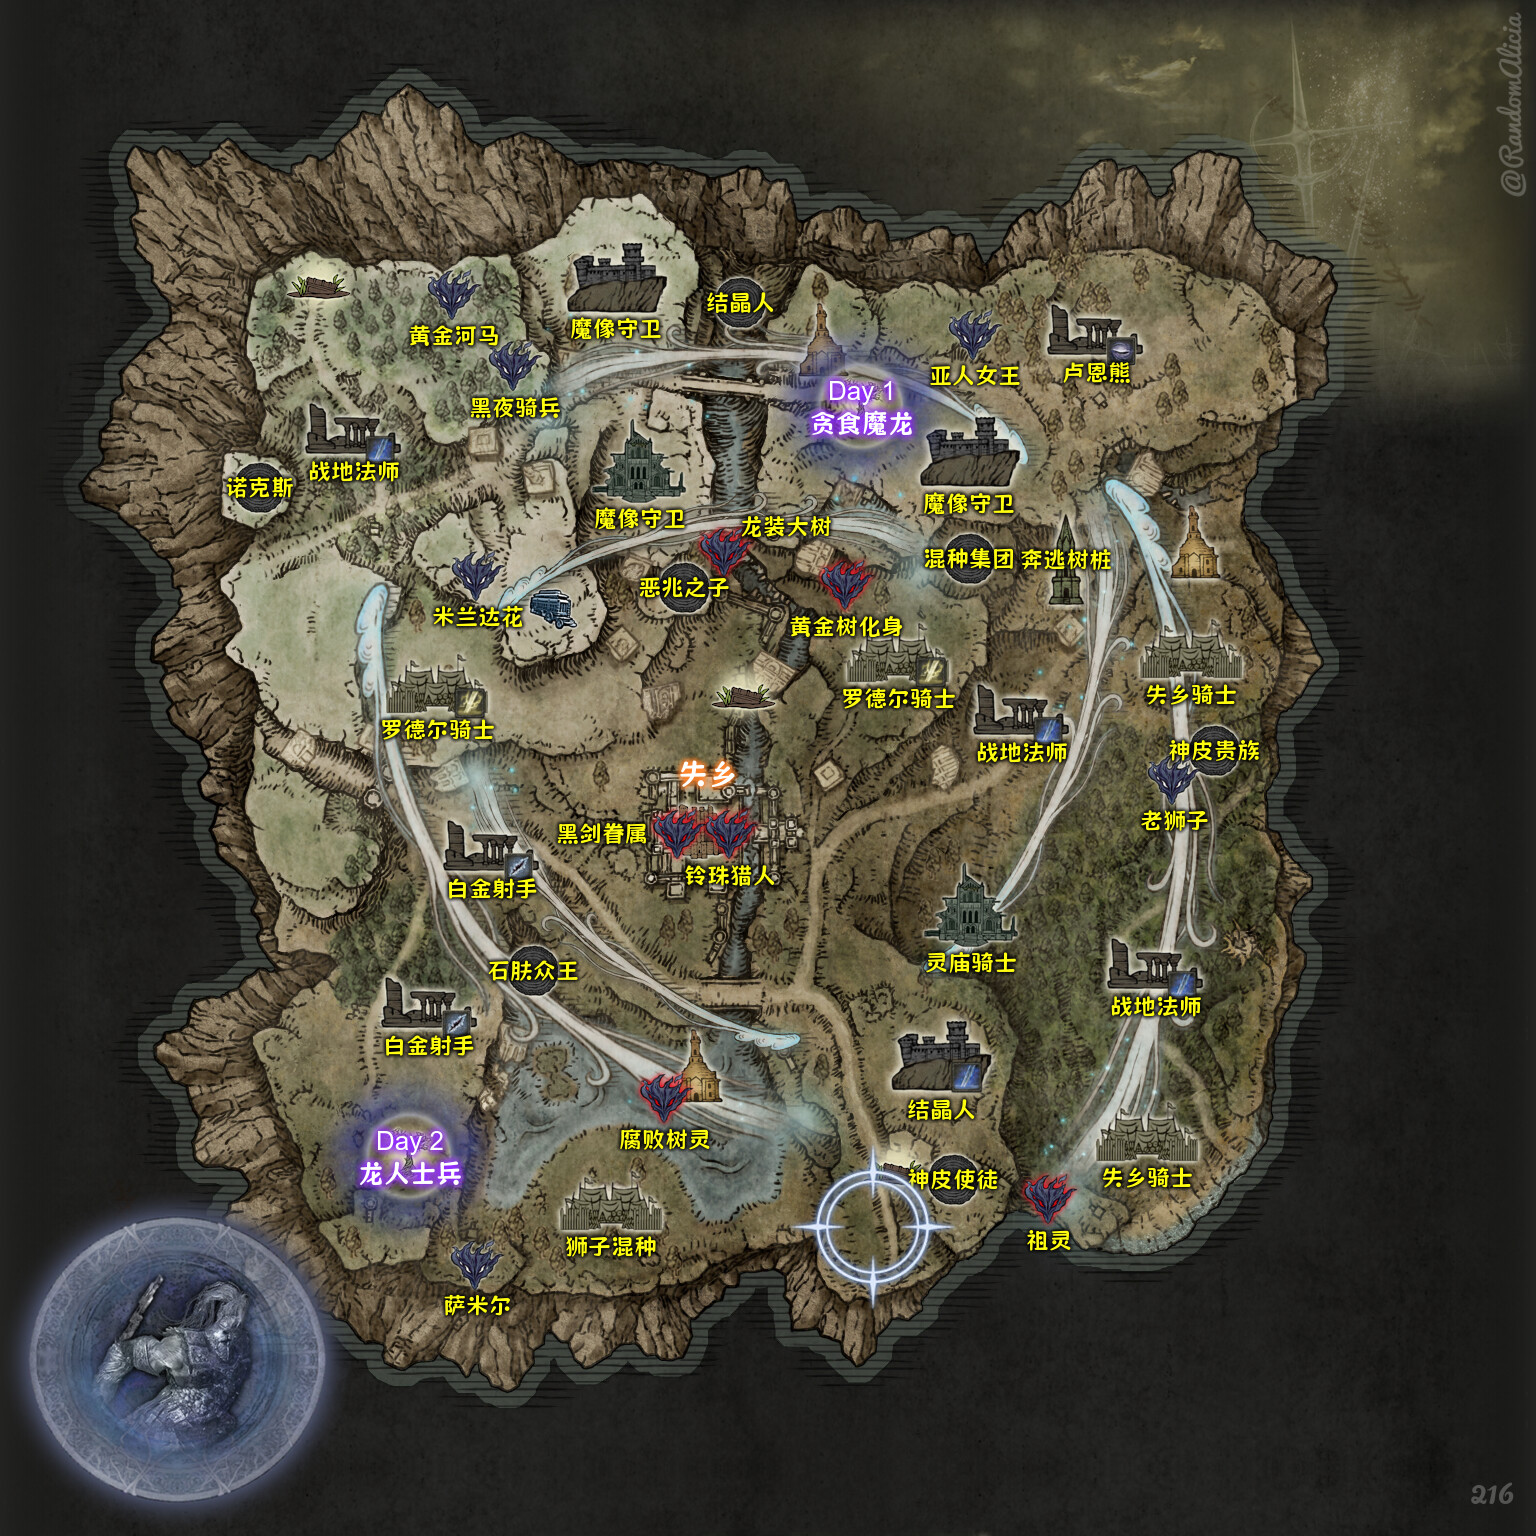 @RandomAlicia
结晶人
魔像守卫
黄金河马
亚人女王
卢恩熊
Day 1
贪食魔龙
黑夜骑兵
战地法师
诺克斯
魔像守卫
魔像守卫
龙装大树
混种集团
奔逃树桩
恶兆之子
米兰达花
黄金树化身
罗德尔骑士
失乡骑士
罗德尔骑士
战地法师
神皮贵族
失乡
老狮子
黑剑眷属
铃珠猎人
白金射手
石肤众王
灵庙骑士
战地法师
白金射手
结晶人
Day 2
龙人士兵
腐败树灵
神皮使徒
失乡骑士
狮子混种
祖灵
萨米尔
216